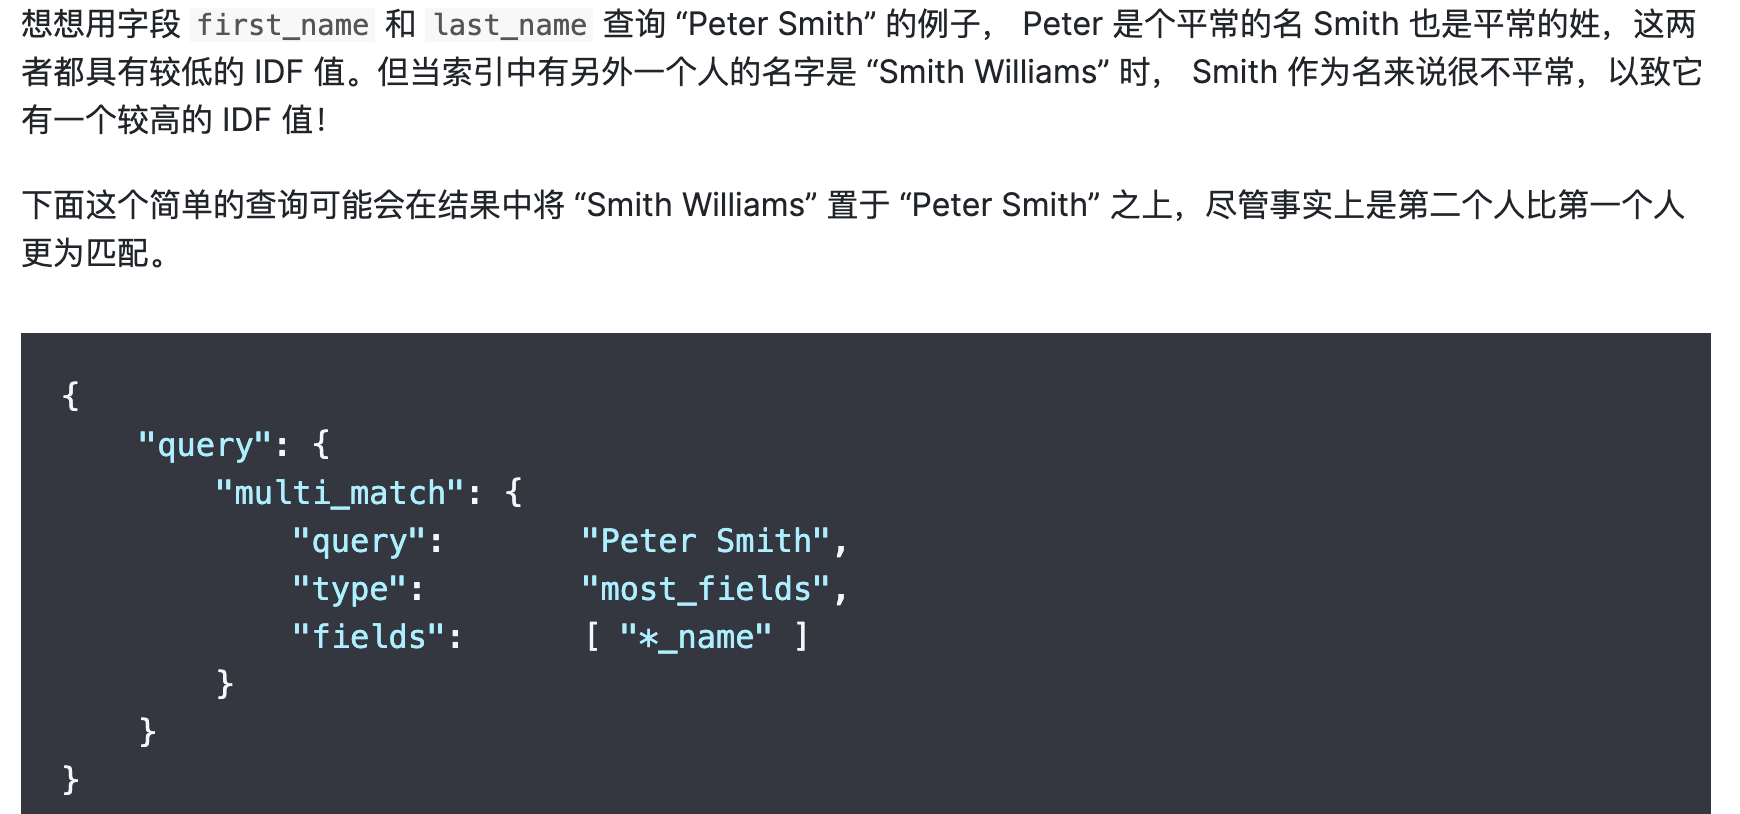 想想用字段 first_name 和 last_name 查询 “Peter Smith” 的例子， Peter 是个平常的名 Smith 也是平常的姓，这两
者都具有较低的 IDF 值。但当索引中有另外一个人的名字是 “Smith Williams” 时， Smith 作为名来说很不平常，以致它
有一个较高的 IDF 值！
下面这个简单的查询可能会在结果中将 “Smith Williams” 置于 “Peter Smith” 之上，尽管事实上是第二个人比第一个人
更为匹配。
{
    "query": {
        "multi_match": {
            "query":       "Peter Smith",
            "type":        "most_fields",
            "fields":      [ "*_name" ]
        }
    }
}